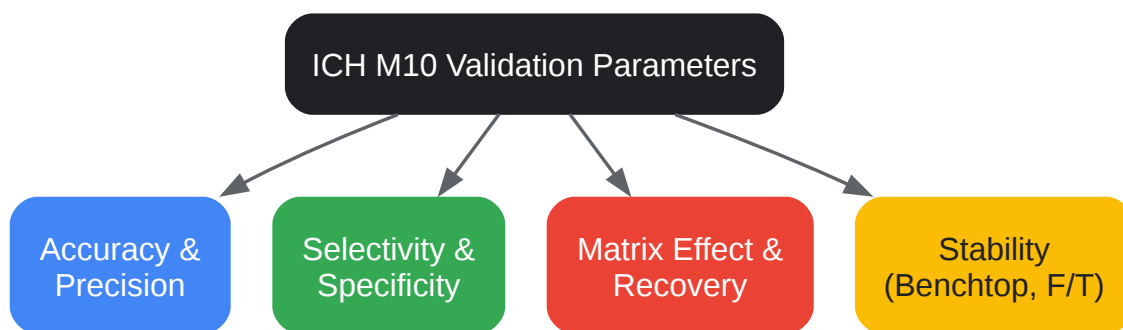 ICH M10 Validation Parameters
Accuracy &
Precision
Selectivity &
Specificity
Matrix Effect &
Recovery
Stability
(Benchtop, F/T)